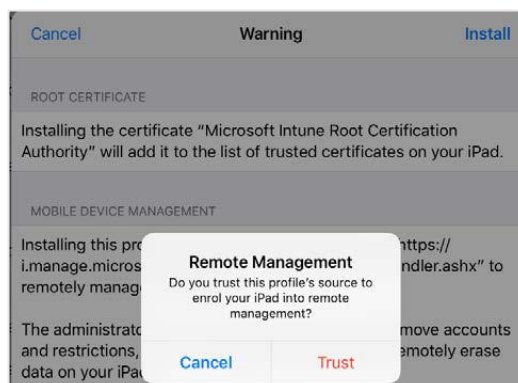 Cancel Warning Install
ROOT CERTIFICATE
Installing the certificate “Microsoft Intune Root Certification
Authority” will add it to the list of trusted certificates on your iPad.
MOBILE DEVICE MANAGEMENT
Installing this ttps://
i.manage.micros ndler.ashx” to
remotely manag
Remote Management
Do you trust this profile's source to
enrol your iPad into remote
management?
Cancel Trust
The administrato move accounts
and restrictions, emotely erase
data on your iPa